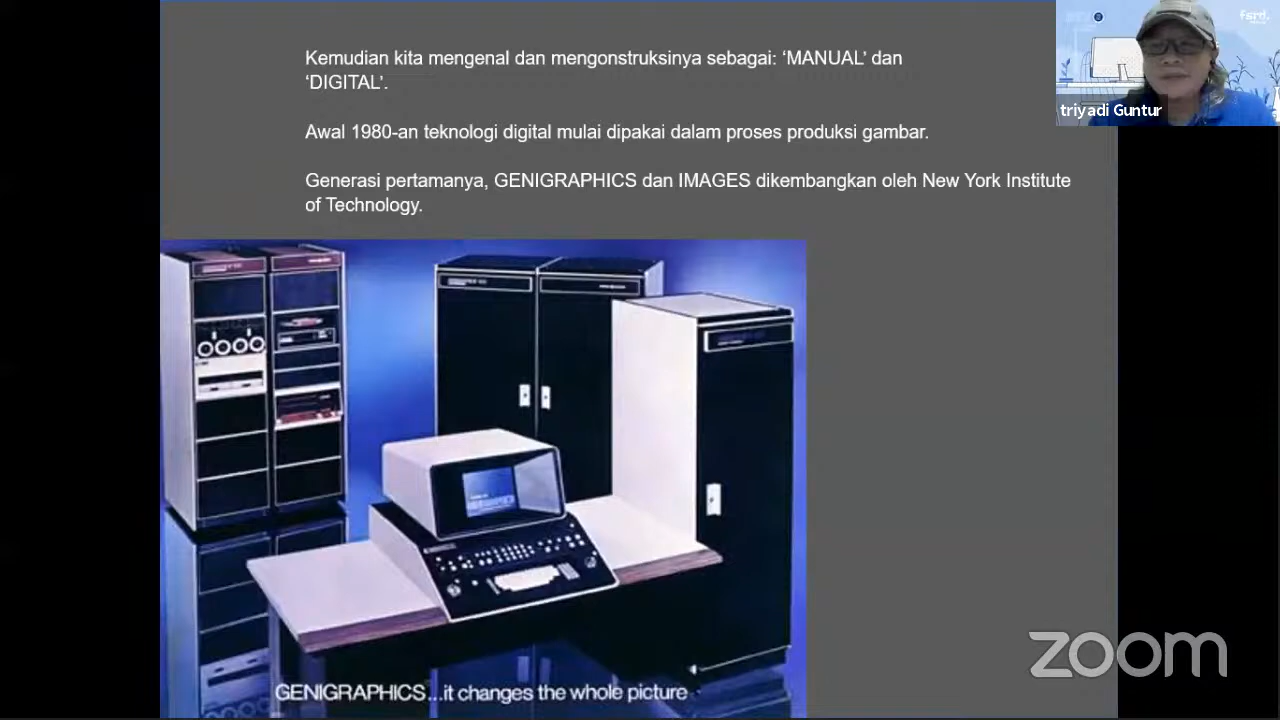 Kemudian kita mengenal dan mengonstruksinya sebagai: ‘MANUAL’ dan
‘DIGITAL’.
Awal 1980-an teknologi digital mulai dipakai dalam proses produksi gambar.
Generasi pertamanya, GENIGRAPHICS dan IMAGES dikembangkan oleh New York Institute
of Technology.
fsrd.
triyadi Guntur
GENIGRAPHICS...it changes the whole picture
zoom